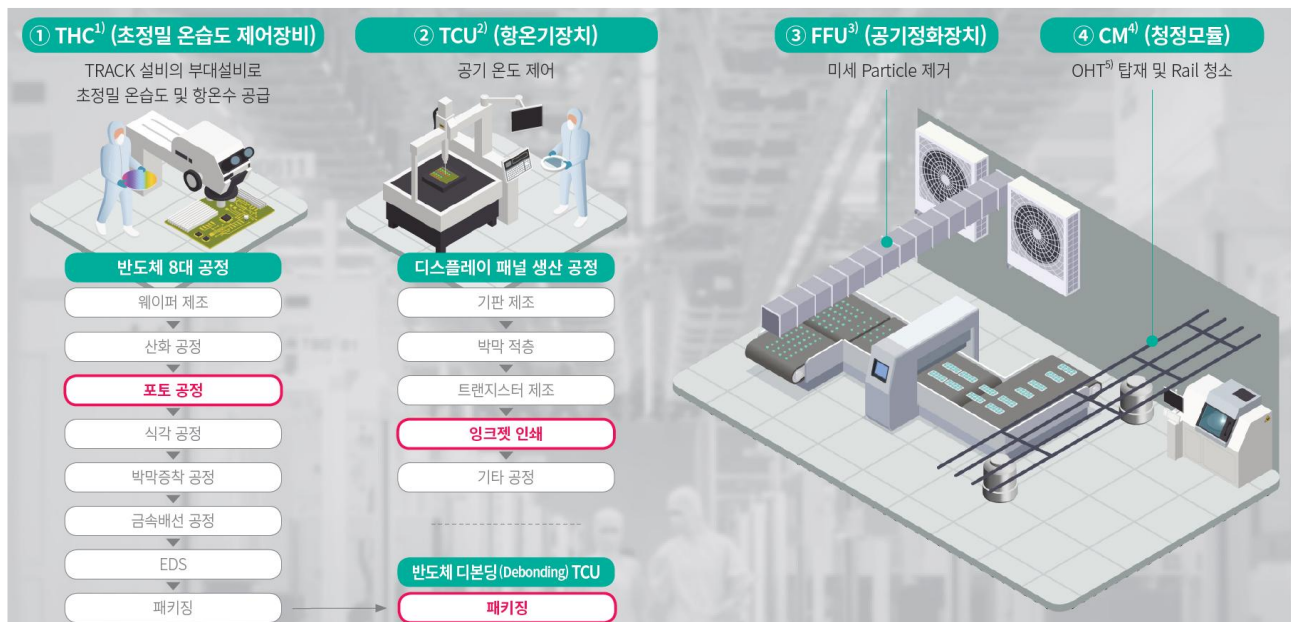 ① THC1) (초정밀 온습도 제어장비)
TRACK 설비의 부대설비로
초정밀 온습도 및 항온수 공급
반도체 8대 공정
웨이퍼 제조
산화 공정
포토 공정
식각 공정
박막증착 공정
금속배선 공정
EDS
패키징
② TCU2) (항온기장치)
공기 온도 제어
디스플레이 패널 생산 공정
기판 제조
박막 적층
트랜지스터 제조
잉크젯 인쇄
기타 공정
반도체 디본딩(Debonding) TCU
패키징
③ FFU3) (공기정화장치)
미세 Particle 제거
④ CM4) (청정모듈)
OHT5) 탑재 및 Rail 청소